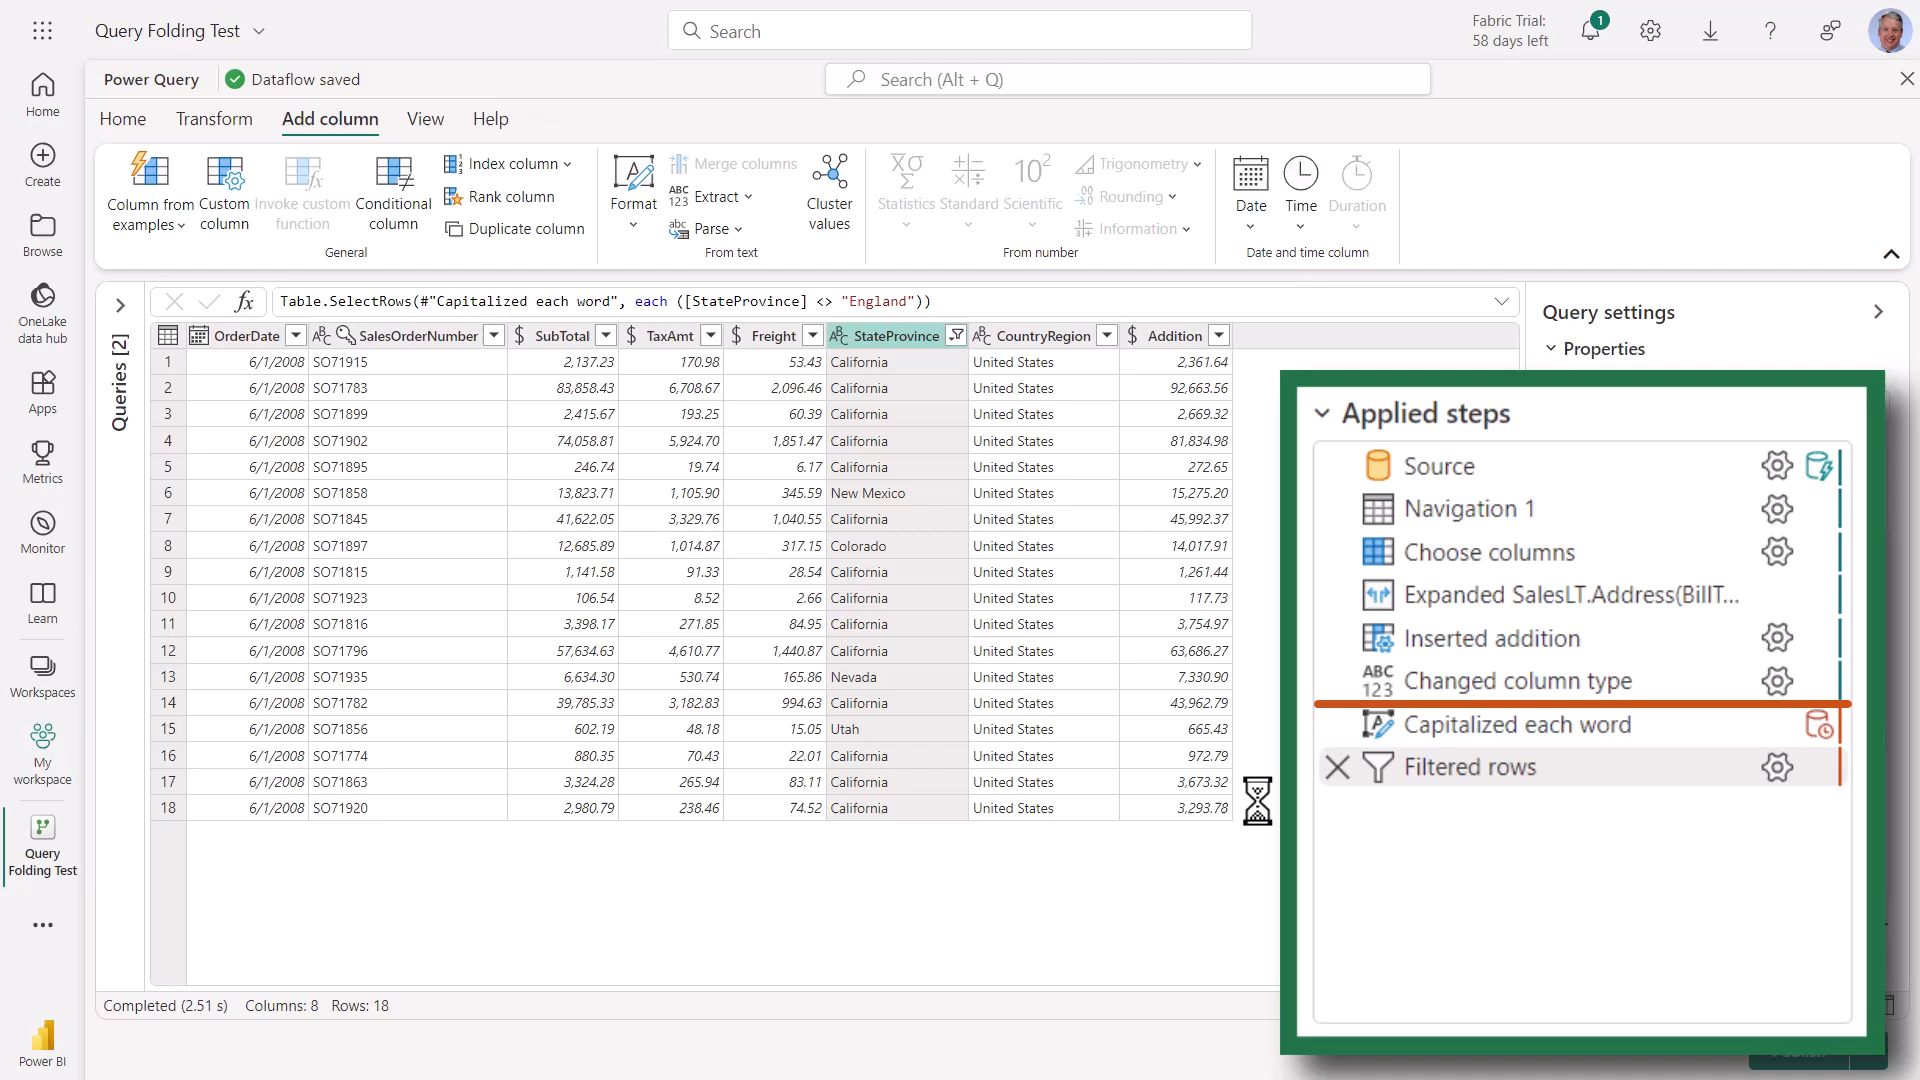 Query Folding Test
Search
Fabric Trial:
58 days left
1
Power Query
Dataflow saved
Search (Alt + Q)
Home
Transform
Add column
View
Help
Home
Create
Browse
OneLake
data hub
Apps
Metrics
Monitor
Learn
Workspaces
My
workspace
Query
Folding Test
Power BI
Column from
examples
Custom
column
Invoke custom
function
Conditional
column
Index column
Rank column
Duplicate column
General
Format
Merge columns
ABC
123
Extract
abc
Parse
From text
Cluster
values
Statistics
Standard
10²
Scientific
Trigonometry
.00
Rounding
Information
From number
Date
Time
Duration
Date and time column
Queries [2]
fx
Table.SelectRows(#"Capitalized each word", each ([StateProvince] <> "England"))
OrderDate ABC SalesOrderNumber $ SubTotal $ TaxAmt $ Freight ABC StateProvince ABC CountryRegion $ Addition
1 6/1/2008 SO71915 2,137.23 170.98 53.43 California United States 2,361.64
2 6/1/2008 SO71783 83,858.43 6,708.67 2,096.46 California United States 92,663.56
3 6/1/2008 SO71899 2,415.67 193.25 60.39 California United States 2,669.32
4 6/1/2008 SO71902 74,058.81 5,924.70 1,851.47 California United States 81,834.98
5 6/1/2008 SO71895 246.74 19.74 6.17 California United States 272.65
6 6/1/2008 SO71858 13,823.71 1,105.90 345.59 New Mexico United States 15,275.20
7 6/1/2008 SO71845 41,622.05 3,329.76 1,040.55 California United States 45,992.37
8 6/1/2008 SO71897 12,685.89 1,014.87 317.15 Colorado United States 14,017.91
9 6/1/2008 SO71815 1,141.58 91.33 28.54 California United States 1,261.44
10 6/1/2008 SO71923 106.54 8.52 2.66 California United States 117.73
11 6/1/2008 SO71816 3,398.17 271.85 84.95 California United States 3,754.97
12 6/1/2008 SO71796 57,634.63 4,610.77 1,440.87 California United States 63,686.27
13 6/1/2008 SO71935 6,634.30 530.74 165.86 Nevada United States 7,330.90
14 6/1/2008 SO71782 39,785.33 3,182.83 994.63 California United States 43,962.79
15 6/1/2008 SO71856 602.19 48.18 15.05 Utah United States 665.43
16 6/1/2008 SO71774 880.35 70.43 22.01 California United States 972.79
17 6/1/2008 SO71863 3,324.28 265.94 83.11 California United States 3,673.32
18 6/1/2008 SO71920 2,980.79 238.46 74.52 California United States 3,293.78
Completed (2.51 s) Columns: 8 Rows: 18
Query settings
Properties
Applied steps
Source
Navigation 1
Choose columns
Expanded SalesLT.Address(BillT...
Inserted addition
ABC
123
Changed column type
Capitalized each word
Filtered rows